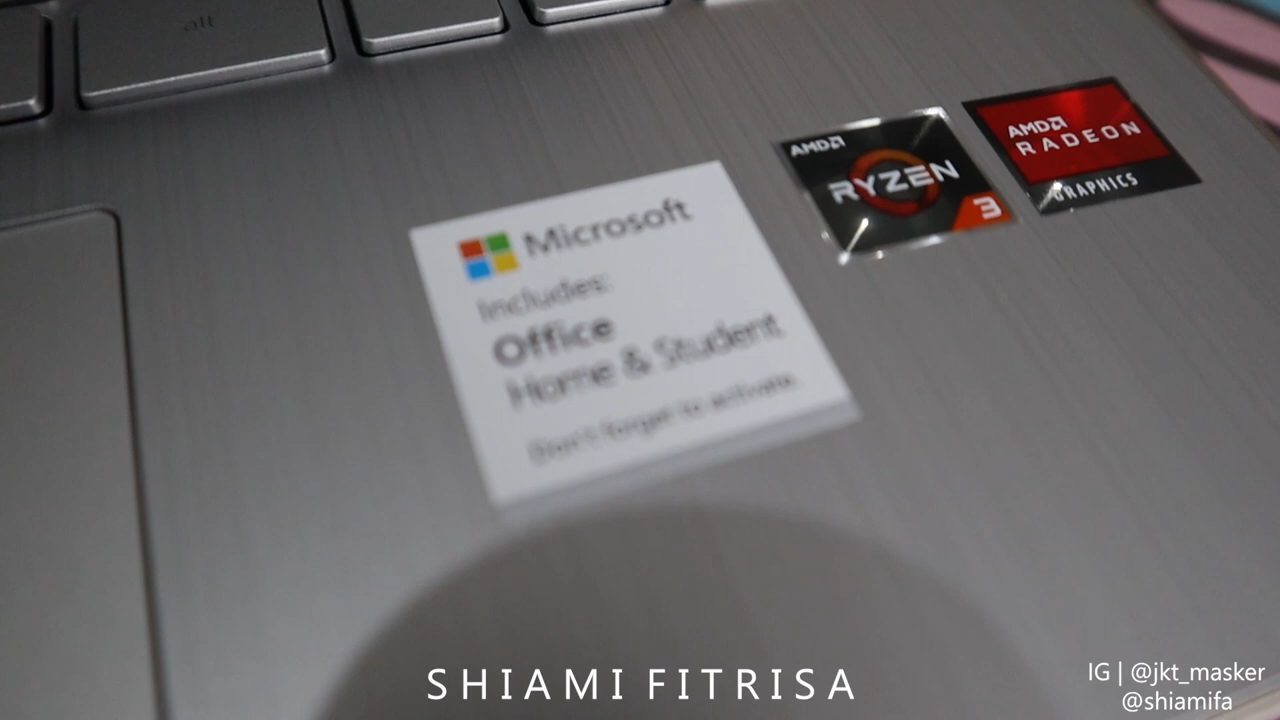 alt
Microsoft
Includes:
Office
Home & Student
Don't forget to activate.
AMD
RYZEN
3
AMD
RADEON
GRAPHICS
SHIAMI FITRISA
IG | @jkt_masker
@shiamifa